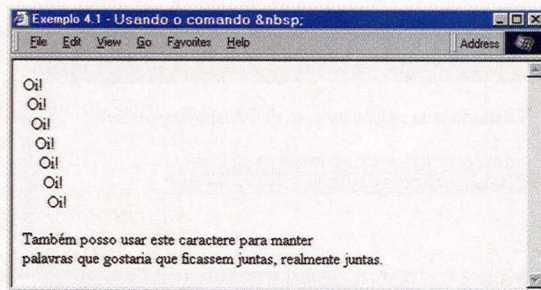 Exemplo 4.1 - Usando o comando &nbsp;
File Edit View Go Favorites Help Address
Oi!
Oi!
Oi!
Oi!
Oi!
Oi!
Oi!
Também posso usar este caractere para manter
palavras que gostaria que ficassem juntas, realmente juntas.